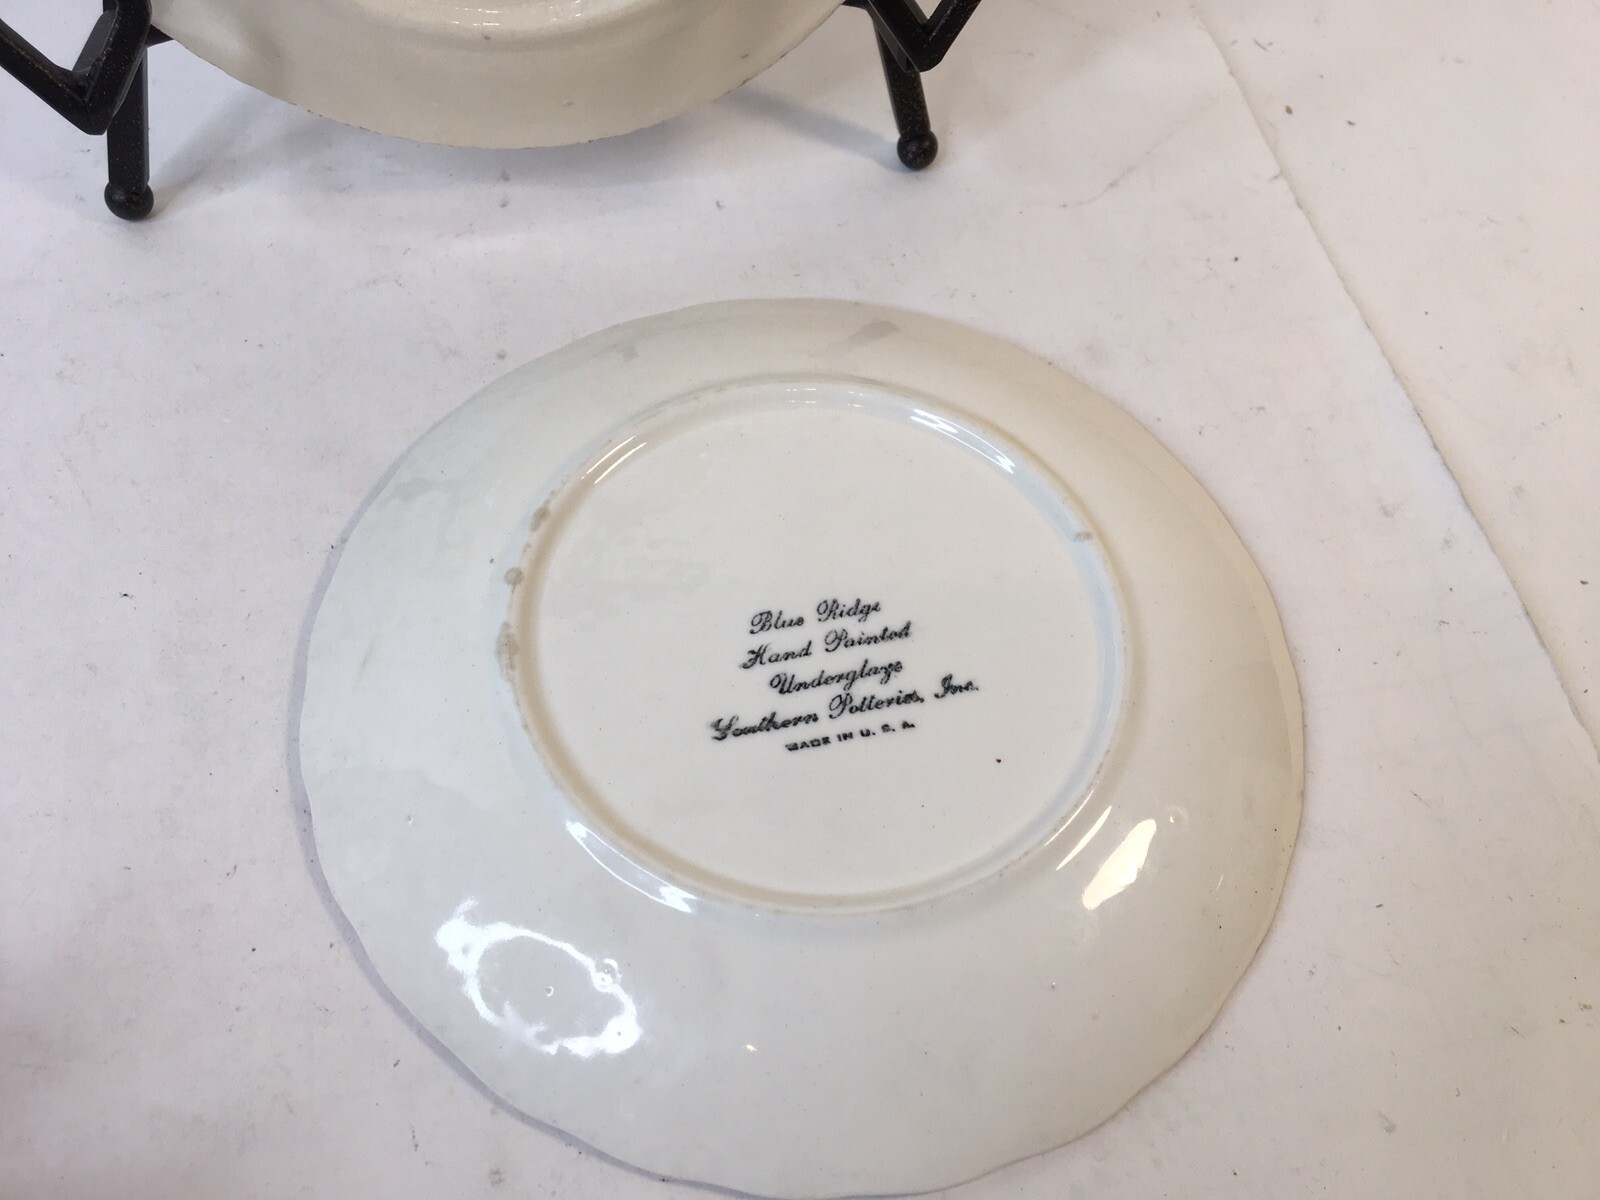 Blue Ridge
Hand Painted
Underglaze
Southern Potteries, Inc.
MADE IN U. S. A.